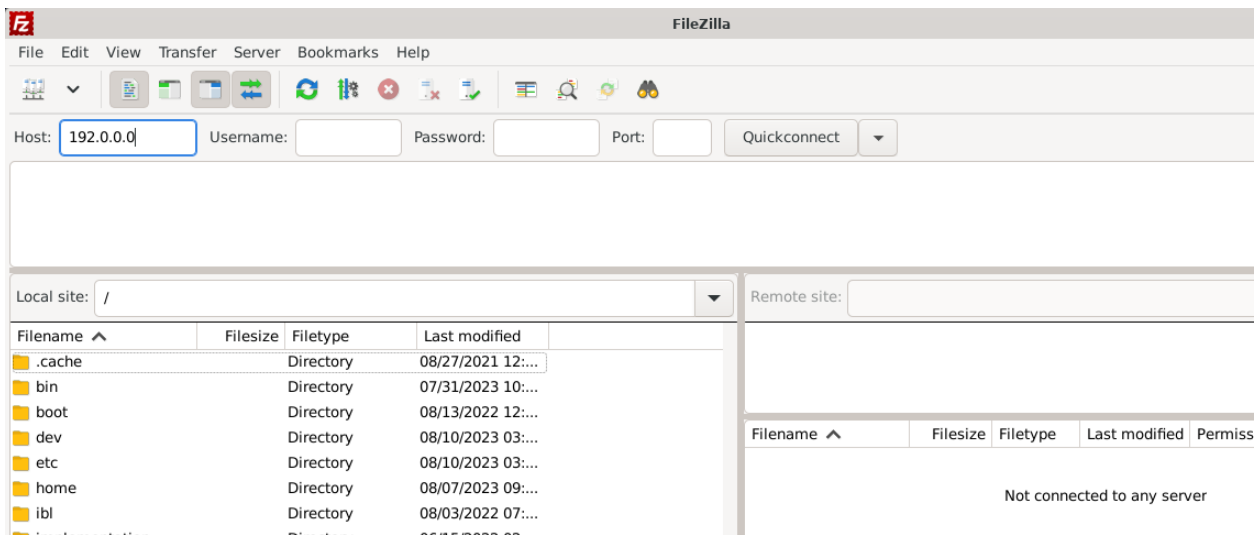 Fz FileZilla
File Edit View Transfer Server Bookmarks Help
Host: 192.0.0.0 Username: Password: Port: Quickconnect
Local site: /
Filename Filesize Filetype Last modified
.cache Directory 08/27/2021 12:...
bin Directory 07/31/2023 10:...
boot Directory 08/13/2022 12:...
dev Directory 08/10/2023 03:...
etc Directory 08/10/2023 03:...
home Directory 08/07/2023 09:...
ibl Directory 08/03/2022 07:...
Remote site:
Filename Filesize Filetype Last modified Permiss
Not connected to any server